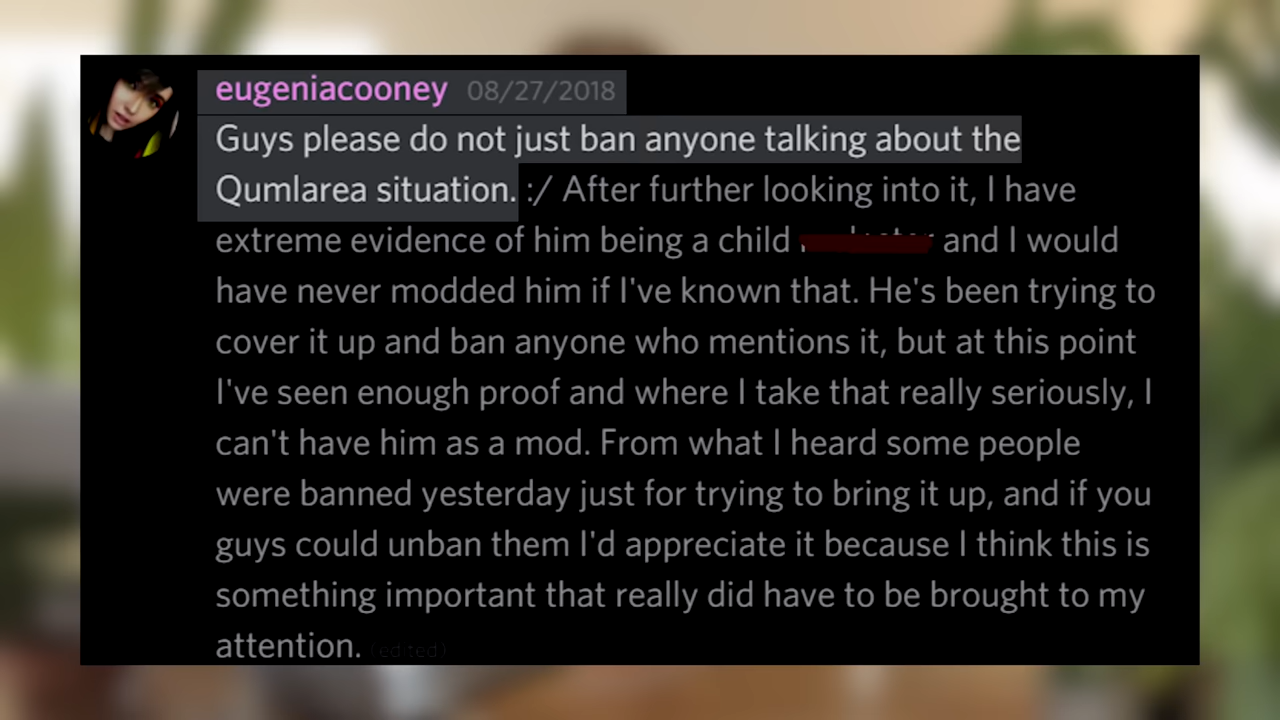 eugeniacooney 08/27/2018
Guys please do not just ban anyone talking about the
Qumlarea situation. :/ After further looking into it, I have
extreme evidence of him being a child and I would
have never modded him if I've known that. He's been trying to
cover it up and ban anyone who mentions it, but at this point
I've seen enough proof and where I take that really seriously, I
can't have him as a mod. From what I heard some people
were banned yesterday just for trying to bring it up, and if you
guys could unban them I'd appreciate it because I think this is
something important that really did have to be brought to my
attention. (edited)